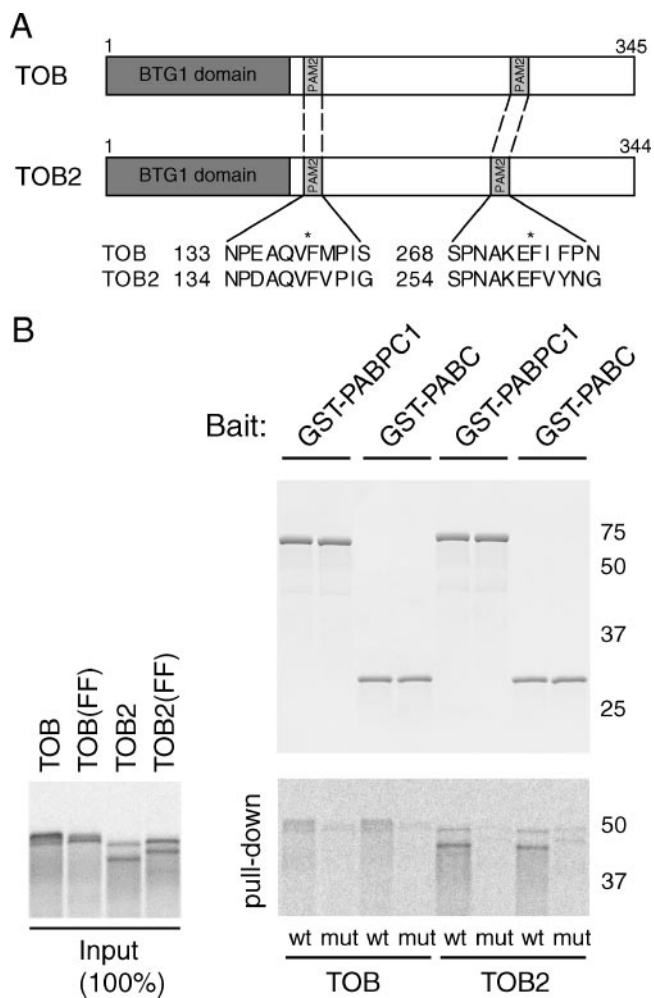 A
1 345
TOB BTG1 domain PAM2 PAM2
1 344
TOB2 BTG1 domain PAM2 PAM2
* *
TOB 133 NPEAQVFMPIS 268 SPNAKEFIFPN
TOB2 134 NPDAQVFVPIG 254 SPNAKEFVYNG
B
Bait: GST-PABPC1 GST-PABC GST-PABPC1 GST-PABC
75
50
37
25
TOB TOB(FF) TOB2 TOB2(FF)
Input
(100%)
pull-down
50
37
wt mut wt mut wt mut wt mut
TOB TOB2